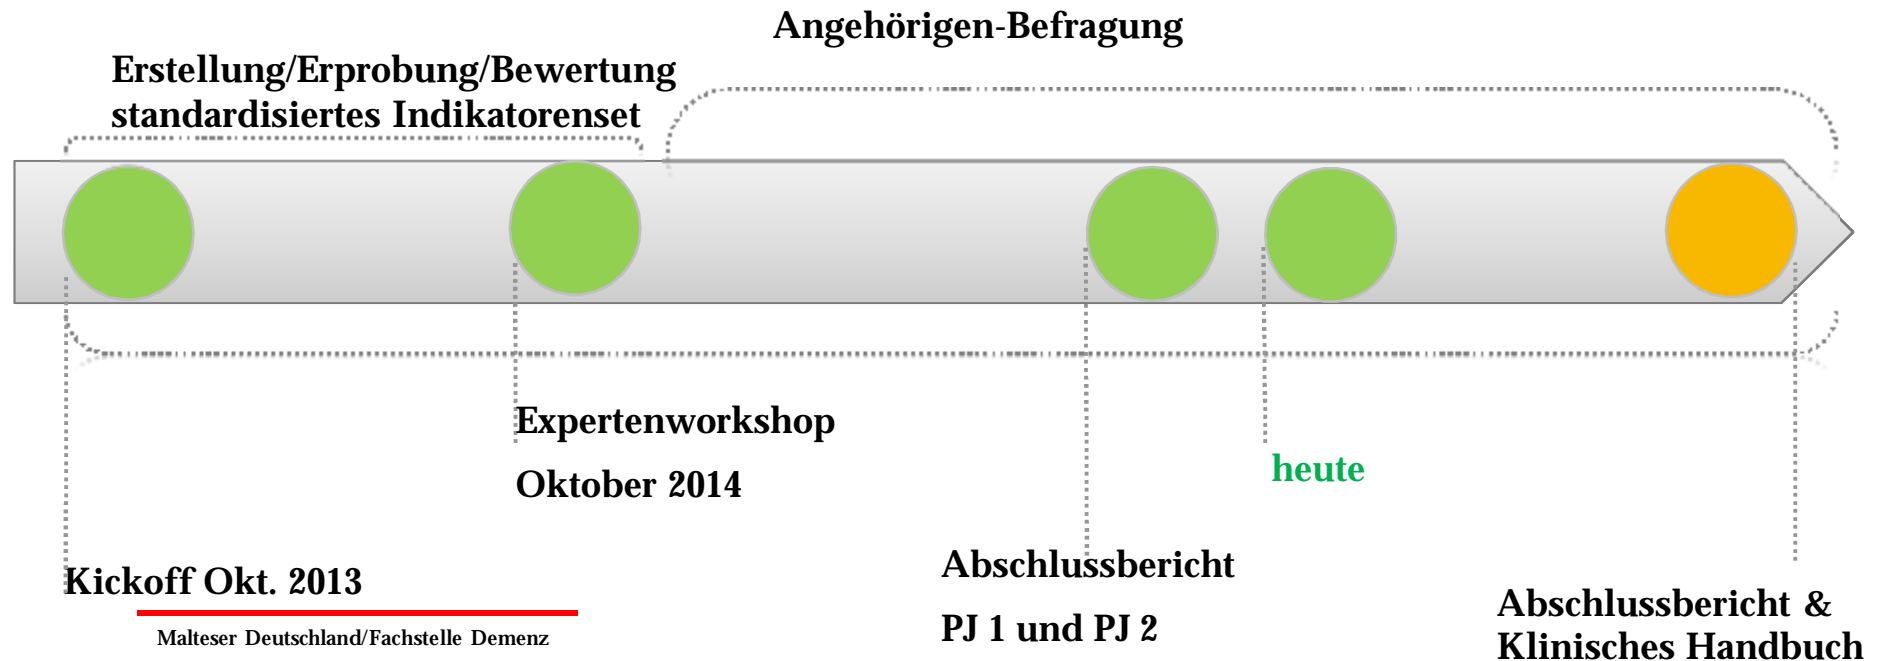 Angehörigen-Befragung
Erstellung/Erprobung/Bewertung
standardisiertes Indikatorenset
Expertenworkshop
Oktober 2014
heute
Kickoff Okt. 2013
Abschlussbericht
PJ 1 und PJ 2
Abschlussbericht &
Klinisches Handbuch
Malteser Deutschland/Fachstelle Demenz